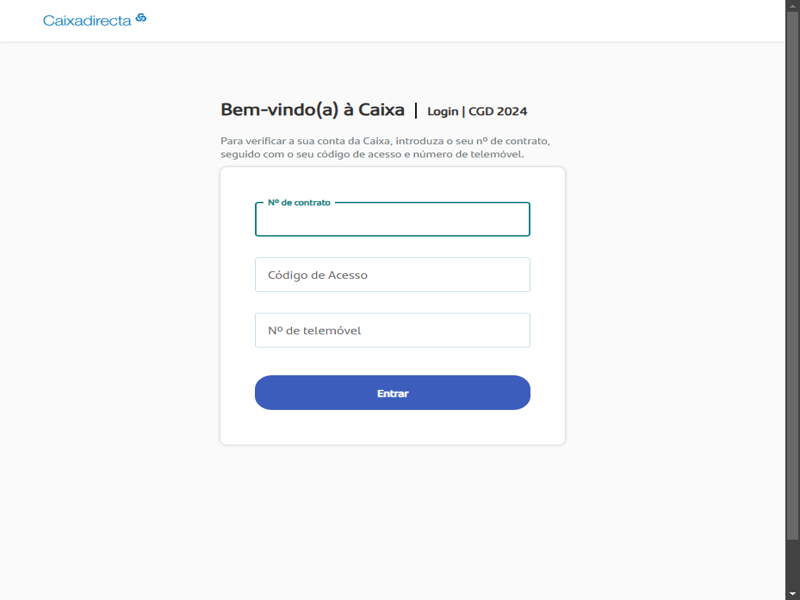 Caixadirecta
Bem-vindo(a) à Caixa | Login | CGD 2024
Para verificar a sua conta da Caixa, introduza o seu nº de contrato,
seguido com o seu código de acesso e número de telemóvel.
Nº de contrato
Código de Acesso
Nº de telemóvel
Entrar